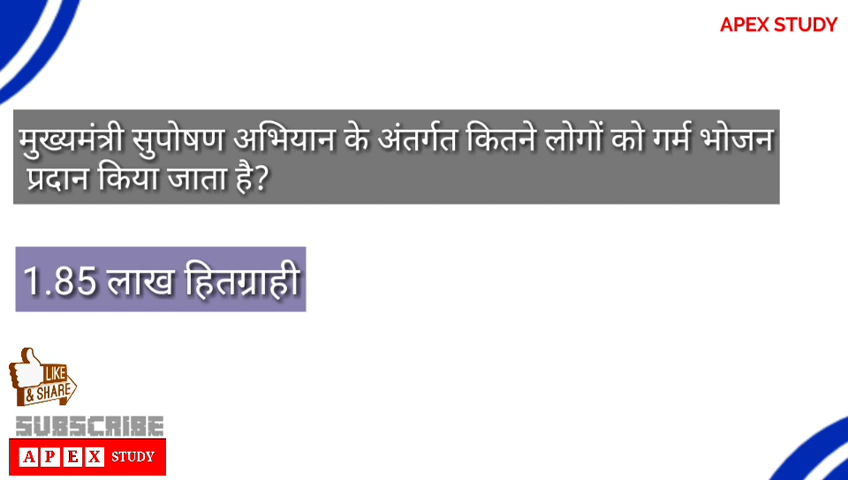 APEX STUDY
मुख्यमंत्री सुपोषण अभियान के अंतर्गत कितने लोगों को गर्म भोजन
प्रदान किया जाता है?
1.85 लाख हितग्राही
LIKE
& SHARE
SUBSCRIBE
APEX STUDY